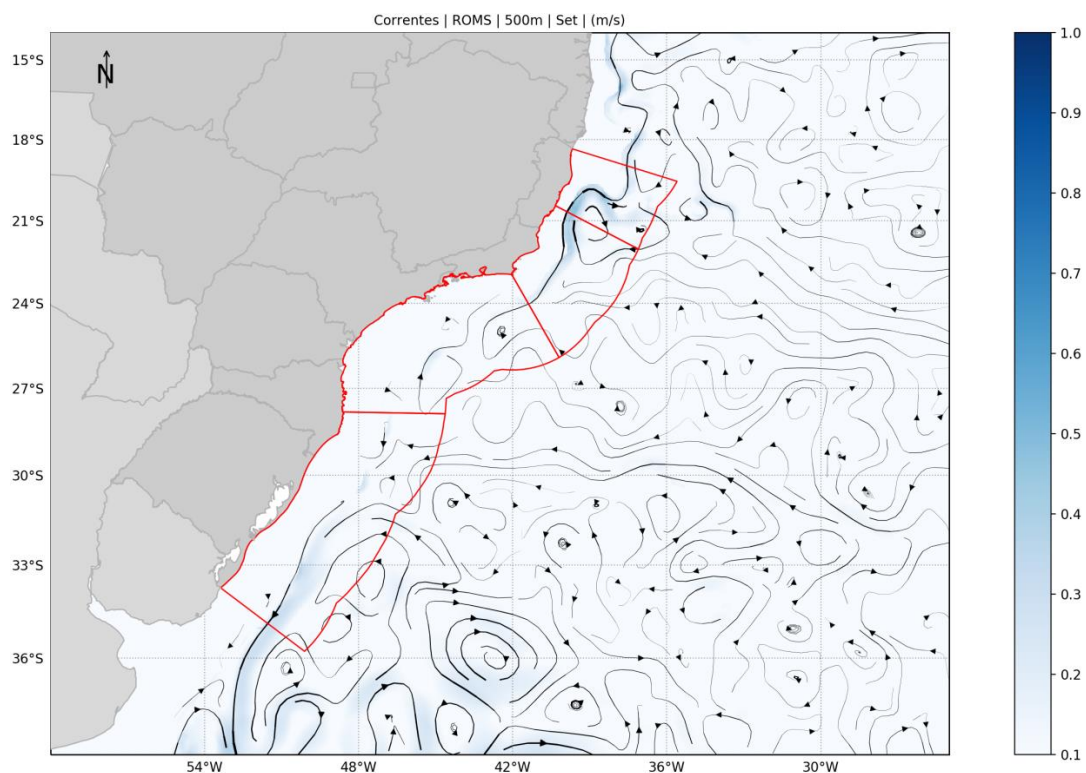 Correntes | ROMS | 500m | Set | (m/s)
N
15°S
18°S
21°S
24°S
27°S
30°S
33°S
36°S
54°W
48°W
42°W
36°W
30°W
1.0
0.9
0.8
0.7
0.6
0.5
0.4
0.3
0.2
0.1